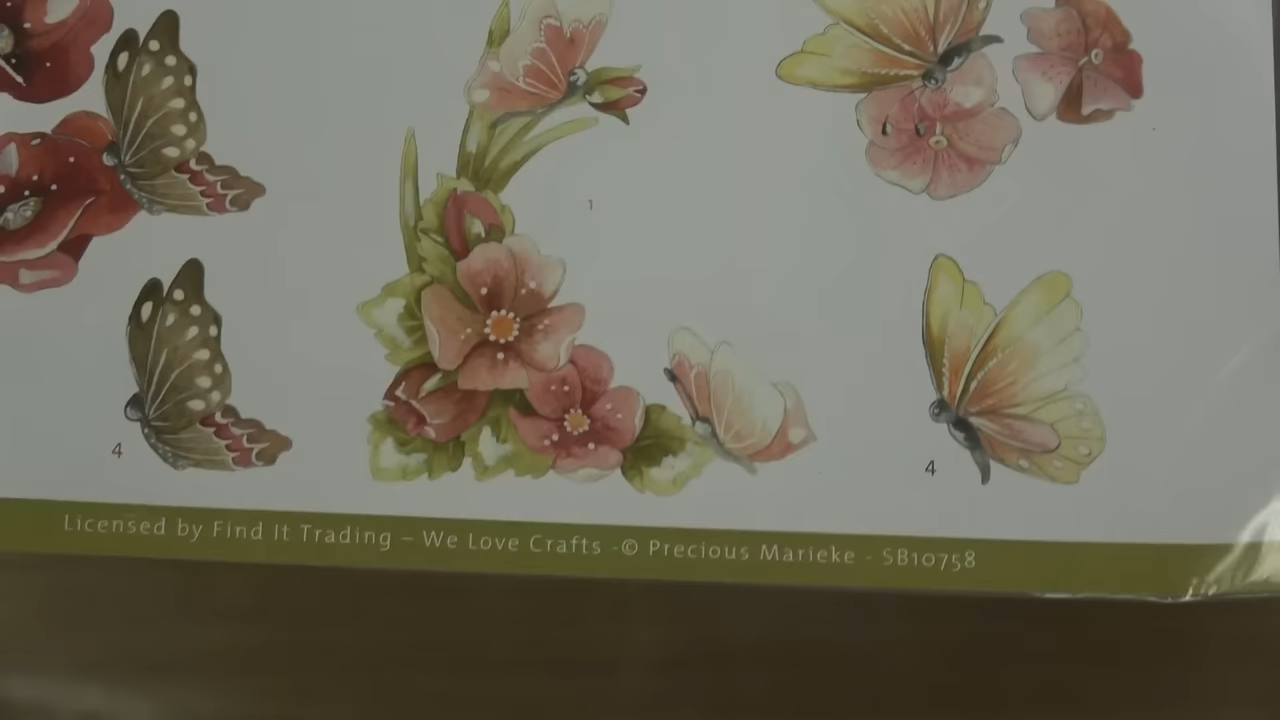 1
4
4
Licensed by Find It Trading – We Love Crafts -© Precious Marieke - SB10758